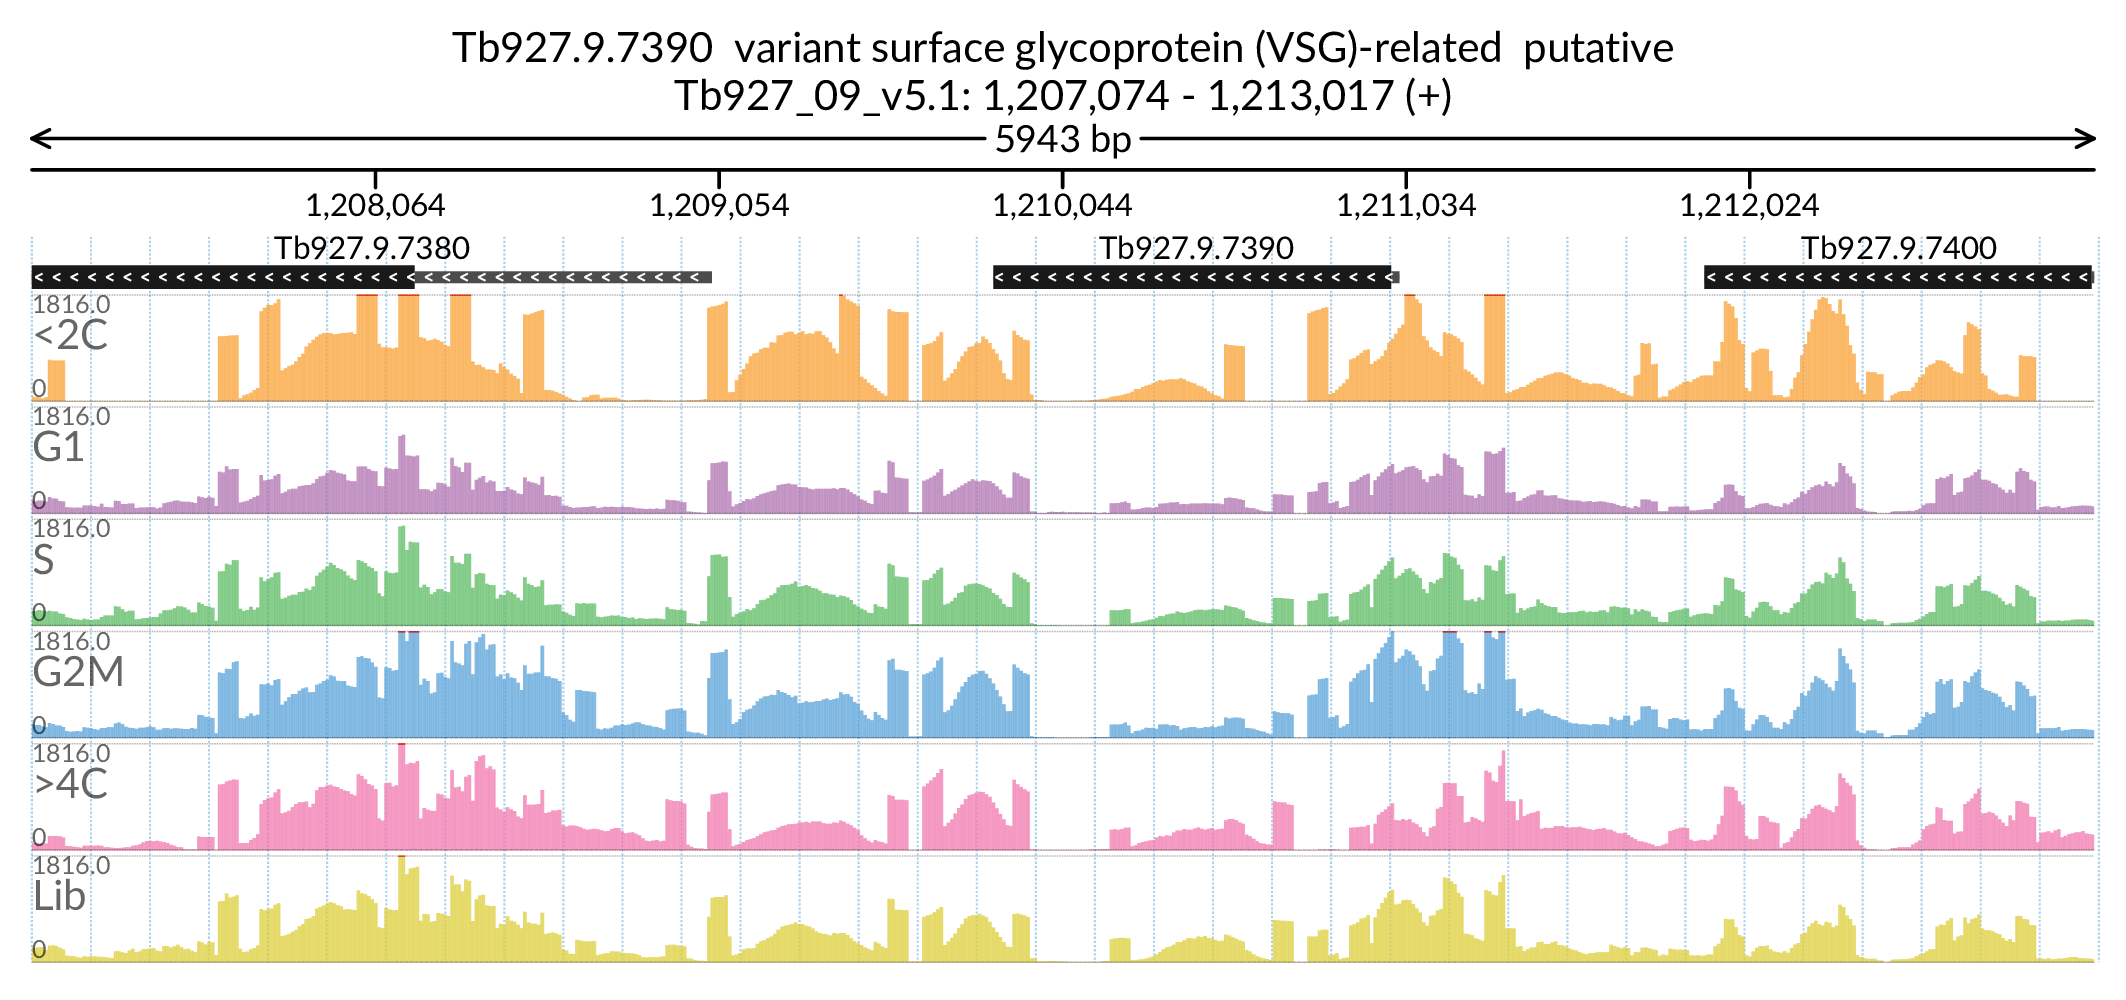 Tb927.9.7390 variant surface glycoprotein (VSG)-related putative
Tb927_09_v5.1: 1,207,074 - 1,213,017 (+)
5943 bp
1,208,064 1,209,054 1,210,044 1,211,034 1,212,024
Tb927.9.7380 Tb927.9.7390 Tb927.9.7400
1816.0
<2C
0
1816.0
G1
0
1816.0
S
0
1816.0
G2M
0
1816.0
>4C
0
1816.0
Lib
0